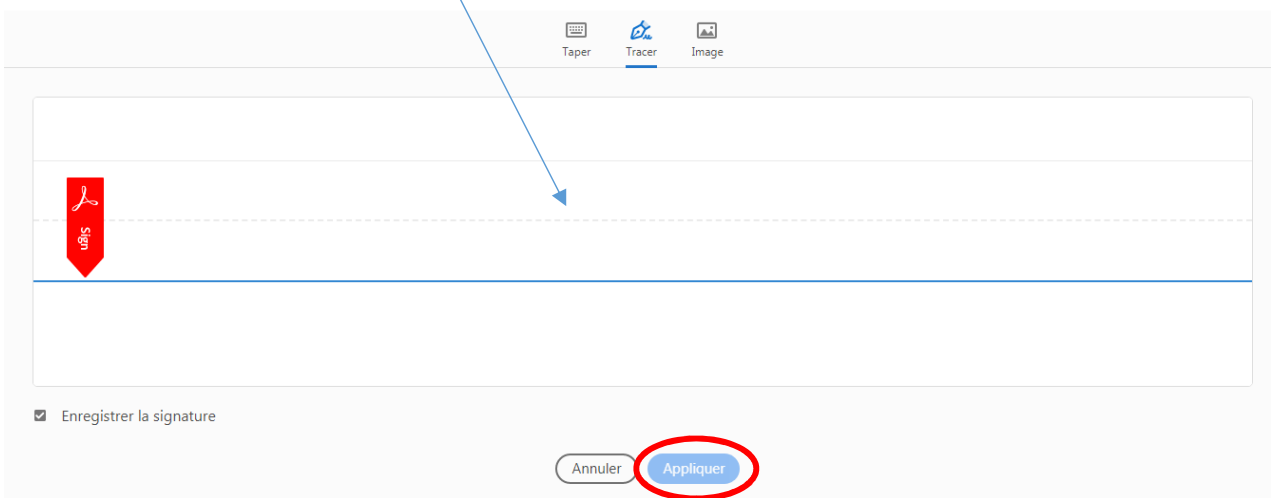 Taper Tracer Image
Sign
Enregistrer la signature
Annuler Appliquer